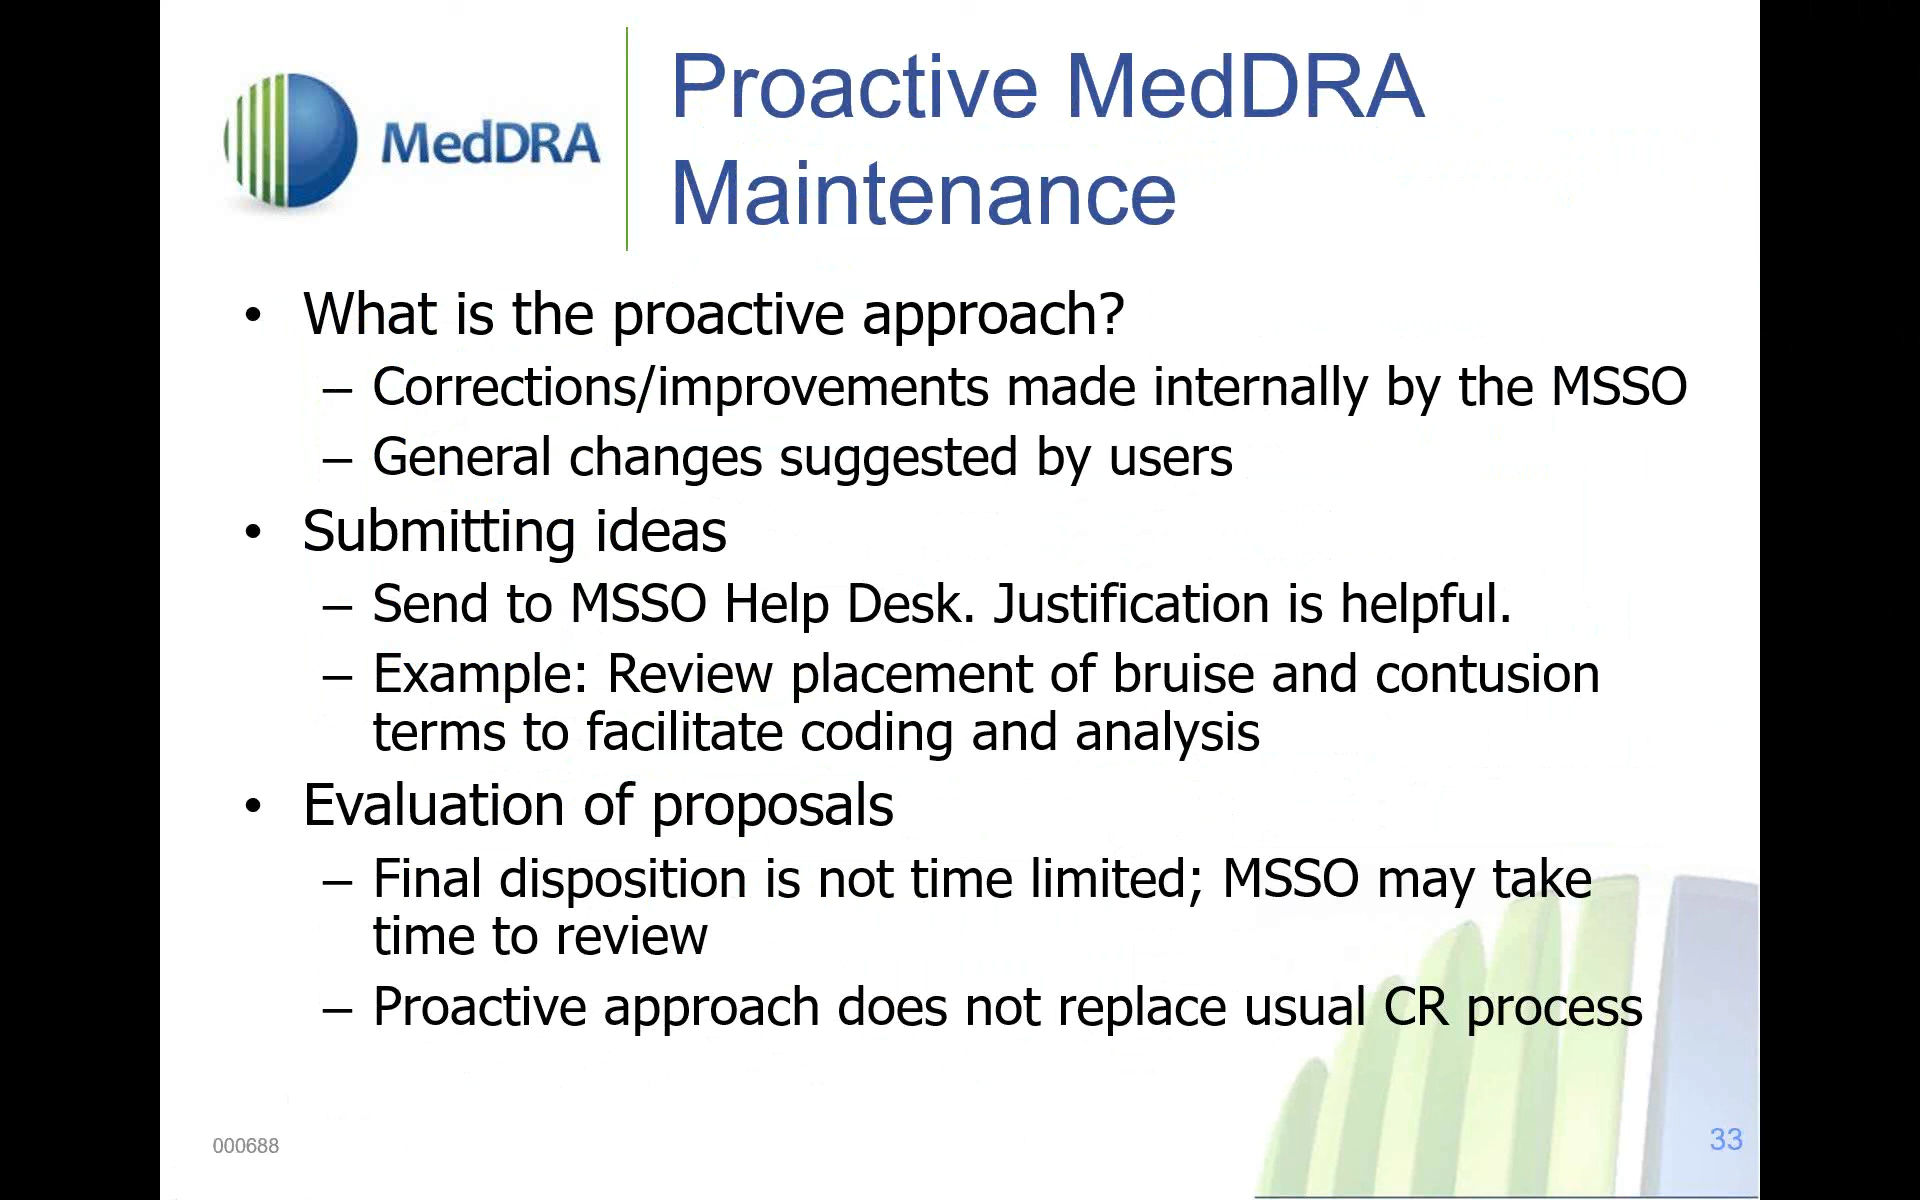 MedDRA
Proactive MedDRA
Maintenance
• What is the proactive approach?
– Corrections/improvements made internally by the MSSO
– General changes suggested by users
• Submitting ideas
– Send to MSSO Help Desk. Justification is helpful.
– Example: Review placement of bruise and contusion
terms to facilitate coding and analysis
• Evaluation of proposals
– Final disposition is not time limited; MSSO may take
time to review
– Proactive approach does not replace usual CR process
000688
33